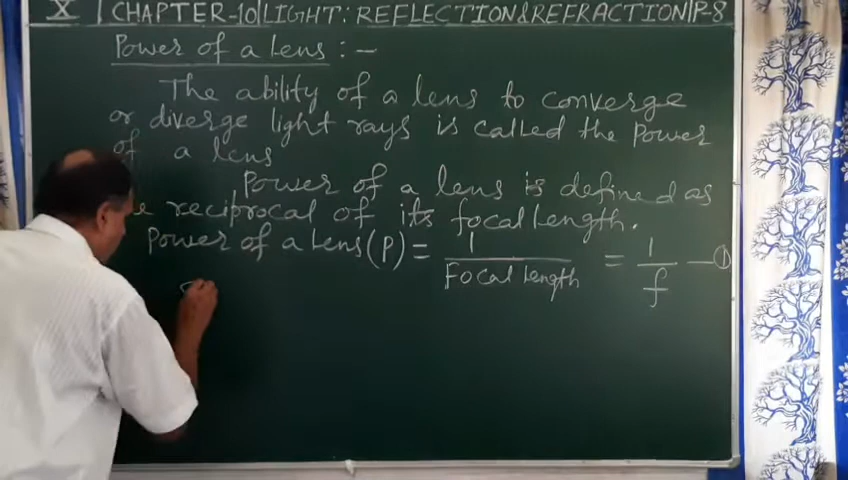 X | CHAPTER-10 | LIGHT: REFLECTION & REFRACTION | P-8
Power of a Lens : -
The ability of a lens to converge
or diverge light rays is called the Power
of a lens
Power of a lens is defined as
reciprocal of its focal length.
Power of a Lens (P) = 1 / Focal length = 1 / f —①